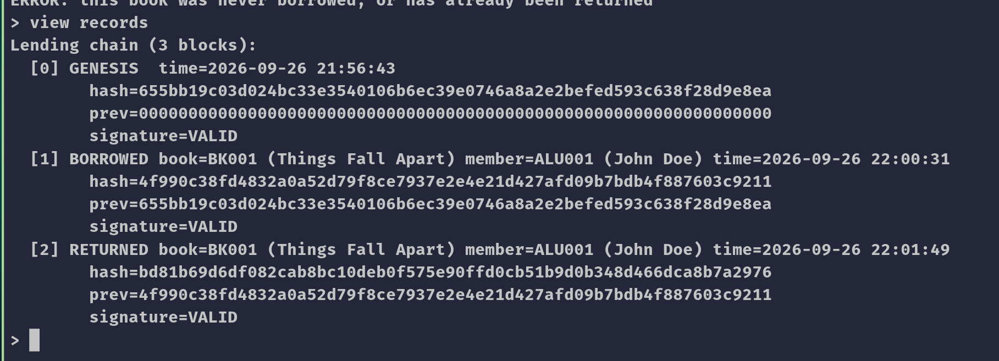 ERROR: this book was never borrowed, or has already been returned
> view records
Lending chain (3 blocks):
[0] GENESIS  time=2026-09-26 21:56:43
hash=655bb19c03d024bc33e3540106b6ec39e0746a8a2e2befed593c638f28d9e8ea
prev=0000000000000000000000000000000000000000000000000000000000000000
signature=VALID
[1] BORROWED book=BK001 (Things Fall Apart) member=ALU001 (John Doe) time=2026-09-26 22:00:31
hash=4f990c38fd4832a0a52d79f8ce7937e2e4e21d427afd09b7bdb4f887603c9211
prev=655bb19c03d024bc33e3540106b6ec39e0746a8a2e2befed593c638f28d9e8ea
signature=VALID
[2] RETURNED book=BK001 (Things Fall Apart) member=ALU001 (John Doe) time=2026-09-26 22:01:49
hash=bd81b69d6df082cab8bc10deb0f575e90ffd0cb51b9d0b348d466dca8b7a2976
prev=4f990c38fd4832a0a52d79f8ce7937e2e4e21d427afd09b7bdb4f887603c9211
signature=VALID
>